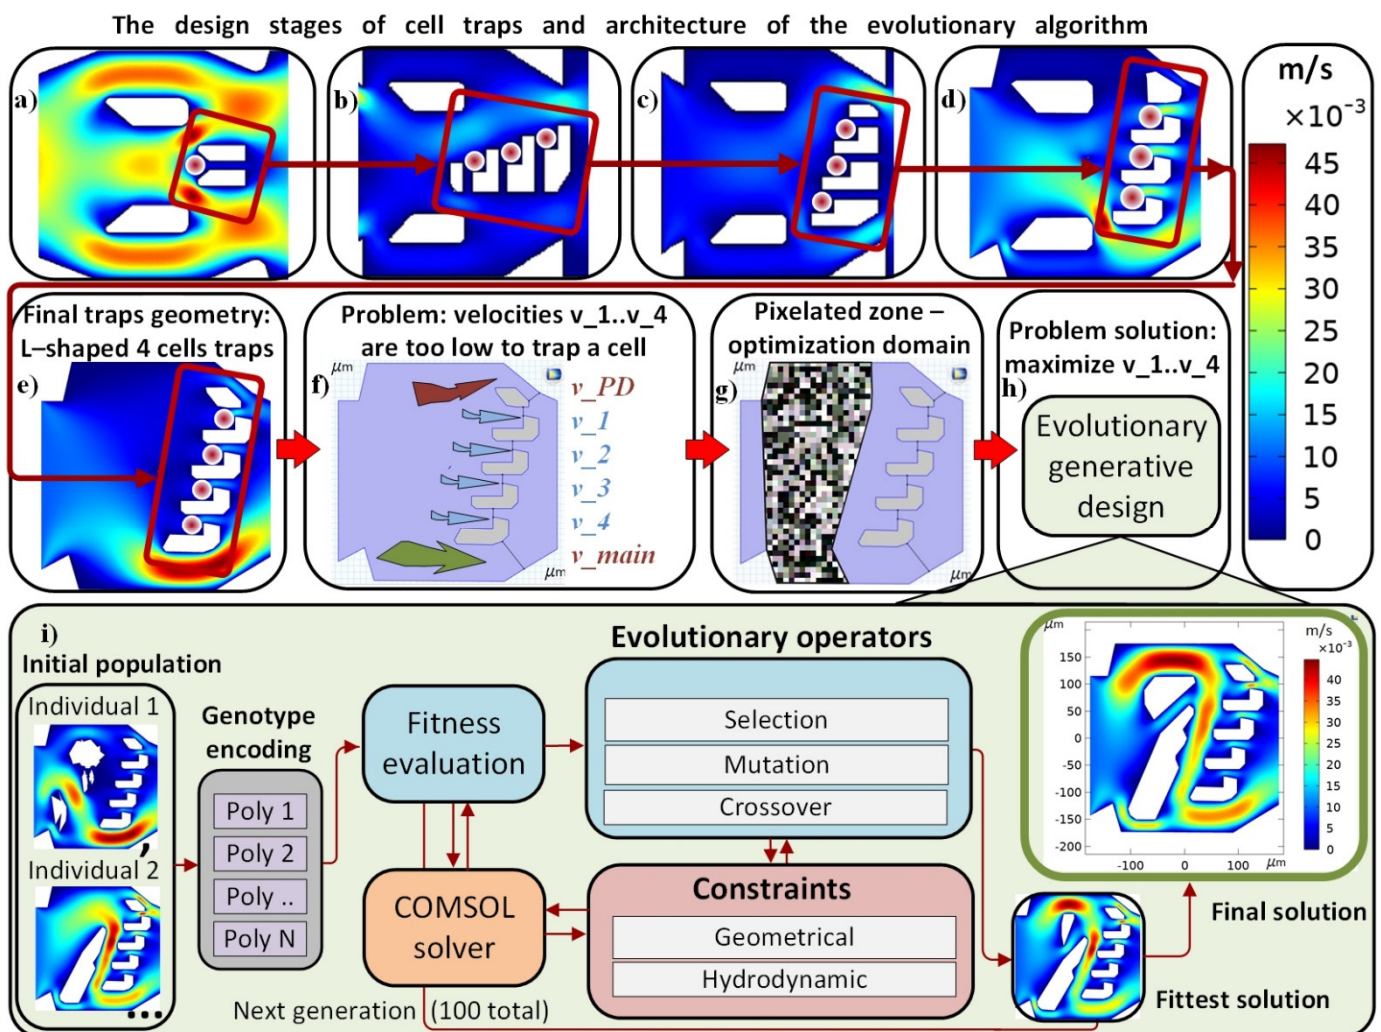 The design stages of cell traps and architecture of the evolutionary algorithm
a)
b)
c)
d)
m/s
×10⁻³
45
40
35
30
25
20
15
10
5
0
Final traps geometry:
L–shaped 4 cells traps
e)
Problem: velocities v_1..v_4
are too low to trap a cell
μm
f)
v_PD
v_1
v_2
v_3
v_4
v_main
μm
Pixelated zone –
optimization domain
μm
g)
μm
Problem solution:
maximize v_1..v_4
h)
Evolutionary
generative
design
i)
Initial population
Individual 1
,
Individual 2
...
Genotype
encoding
Poly 1
Poly 2
Poly ..
Poly N
Fitness
evaluation
COMSOL
solver
Evolutionary operators
Selection
Mutation
Crossover
Constraints
Geometrical
Hydrodynamic
Next generation (100 total)
μm
150
100
50
0
-50
-100
-150
-200
-100 0 100 μm
m/s
×10⁻³
40
35
30
25
20
15
10
5
0
Final solution
Fittest solution